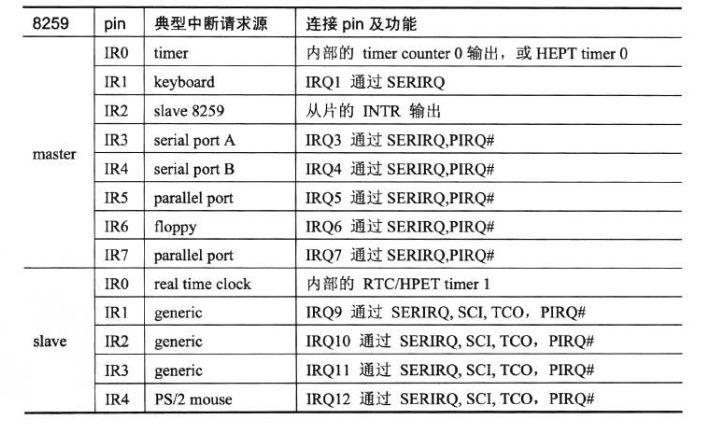 8259 pin 典型中断请求源 连接 pin 及功能
IR0 timer 内部的 timer counter 0 输出，或 HEPT timer 0
IR1 keyboard IRQ1 通过 SERIRQ
IR2 slave 8259 从片的 INTR 输出
IR3 serial port A IRQ3 通过 SERIRQ,PIRQ#
master IR4 serial port B IRQ4 通过 SERIRQ,PIRQ#
IR5 parallel port IRQ5 通过 SERIRQ,PIRQ#
IR6 floppy IRQ6 通过 SERIRQ,PIRQ#
IR7 parallel port IRQ7 通过 SERIRQ,PIRQ#
IR0 real time clock 内部的 RTC/HPET timer 1
IR1 generic IRQ9 通过 SERIRQ, SCI, TCO，PIRQ#
slave IR2 generic IRQ10 通过 SERIRQ, SCI, TCO，PIRQ#
IR3 generic IRQ11 通过 SERIRQ, SCI, TCO，PIRQ#
IR4 PS/2 mouse IRQ12 通过 SERIRQ, SCI, TCO，PIRQ#